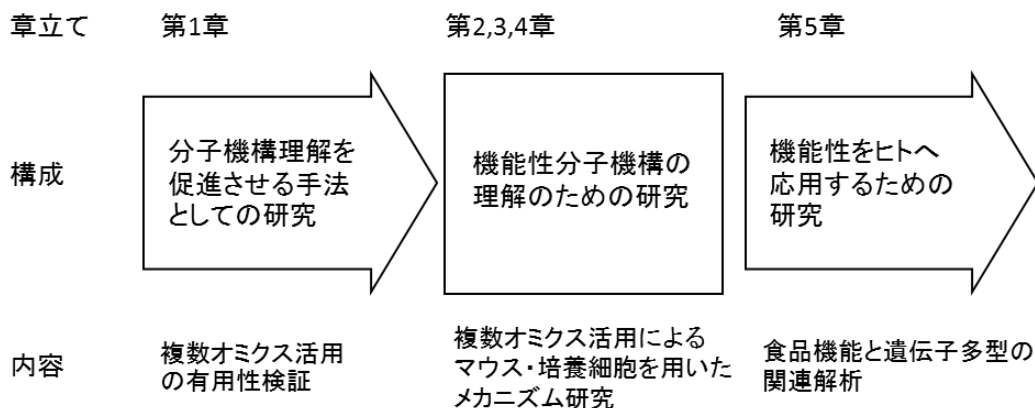 章立て 第1章 第2,3,4章 第5章
構成
分子機構理解を
促進させる手法
としての研究
機能性分子機構の
理解のための研究
機能性をヒトへ
応用するための
研究
内容
複数オミクス活用
の有用性検証
複数オミクス活用による
マウス・培養細胞を用いた
メカニズム研究
食品機能と遺伝子多型の
関連解析